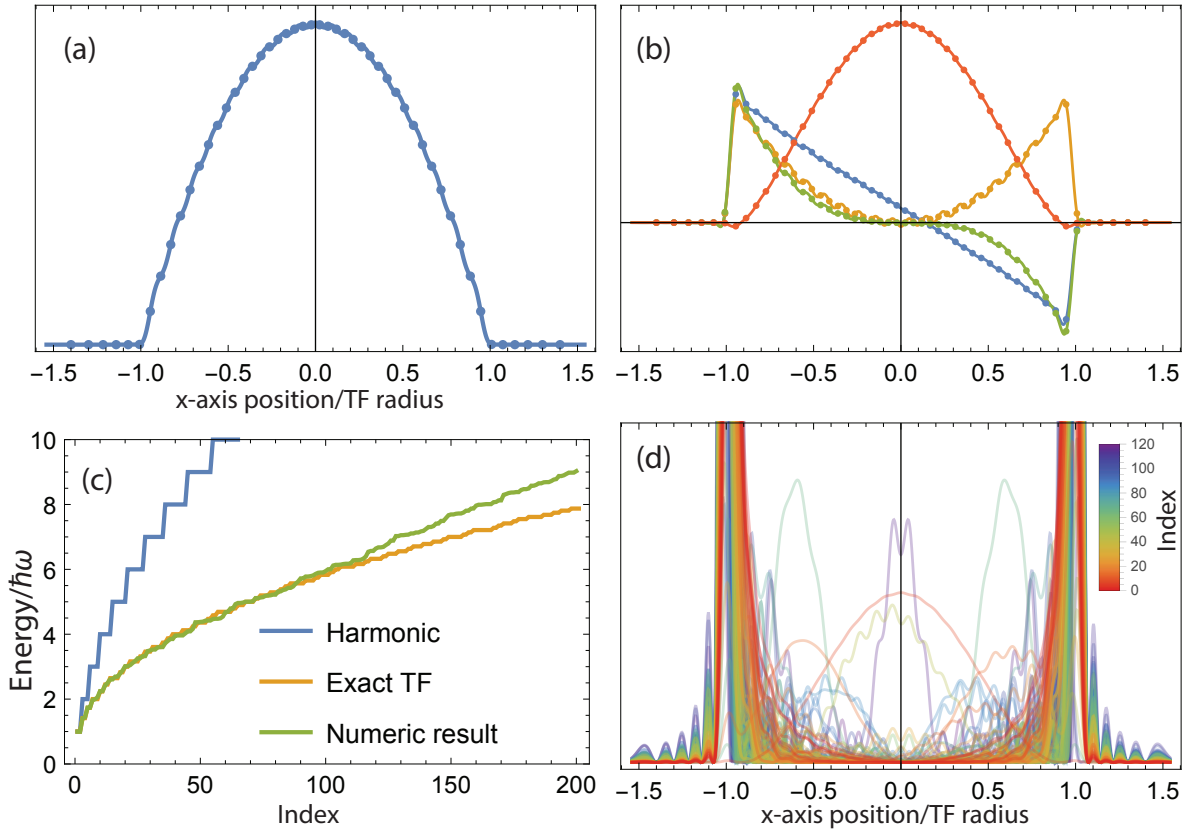 (a)
−1.5 −1.0 −0.5 0.0 0.5 1.0 1.5
x-axis position/TF radius
(b)
−1.5 −1.0 −0.5 0.0 0.5 1.0 1.5
(c)
Energy/ℏω
10
8
6
4
2
0
Harmonic
Exact TF
Numeric result
0 50 100 150 200
Index
(d)
120
100
80
60
40
20
0
Index
−1.5 −1.0 −0.5 0.0 0.5 1.0 1.5
x-axis position/TF radius